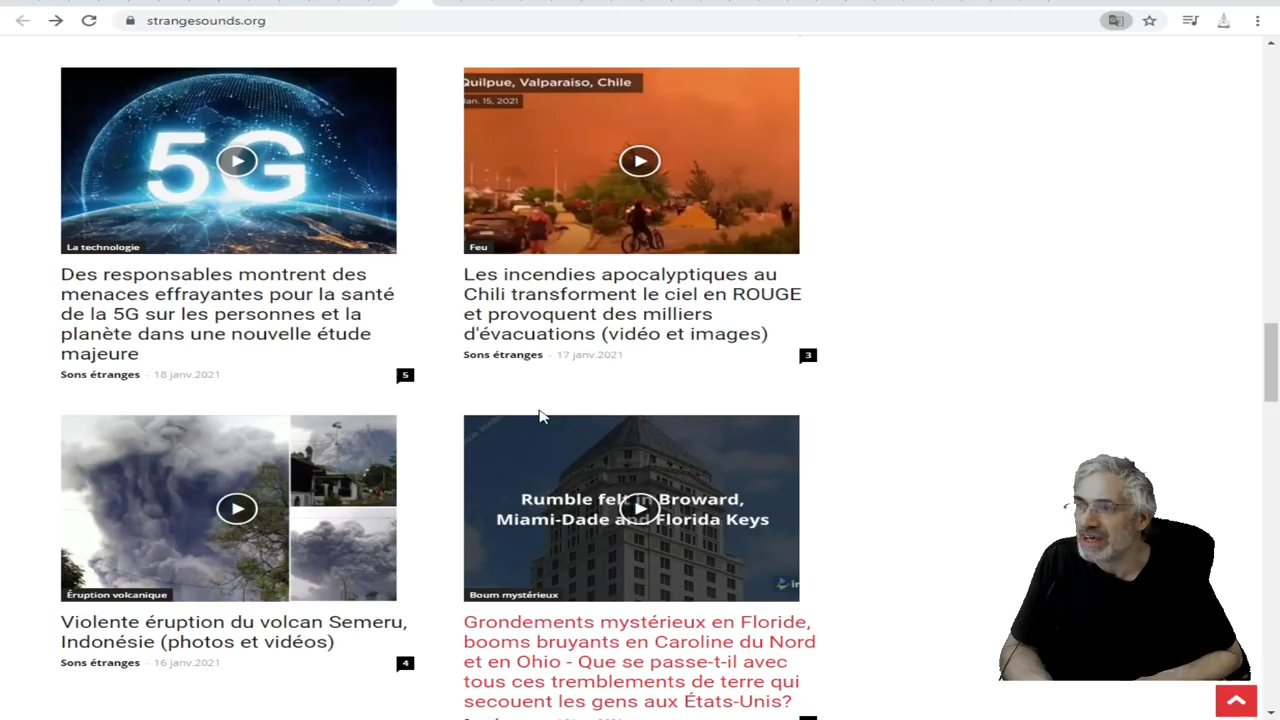 strangesounds.org
5G
La technologie
Des responsables montrent des
menaces effrayantes pour la santé
de la 5G sur les personnes et la
planète dans une nouvelle étude
majeure
Sons étranges - 18 janv.2021
5
Quilpue, Valparaiso, Chile
Jan. 15, 2021
Feu
Les incendies apocalyptiques au
Chili transforment le ciel en ROUGE
et provoquent des milliers
d'évacuations (vidéo et images)
Sons étranges - 17 janv.2021
3
Éruption volcanique
Violente éruption du volcan Semeru,
Indonésie (photos et vidéos)
Sons étranges - 16 janv.2021
4
Rumble felt in Broward,
Miami-Dade and Florida Keys
Boum mystérieux
Grondements mystérieux en Floride,
booms bruyants en Caroline du Nord
et en Ohio - Que se passe-t-il avec
tous ces tremblements de terre qui
secouent les gens aux États-Unis?